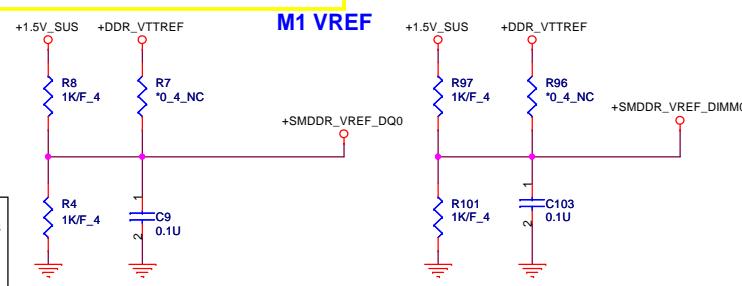 M1 VREF
+1.5V_SUS +DDR_VTTREF
R8
1K/F_4
R7
*0_4_NC
+SMDDR_VREF_DQ0
R4
1K/F_4
1
C9
0.1U
2
+1.5V_SUS +DDR_VTTREF
R97
1K/F_4
R96
*0_4_NC
+SMDDR_VREF_DIMM0
R101
1K/F_4
1
C103
0.1U
2